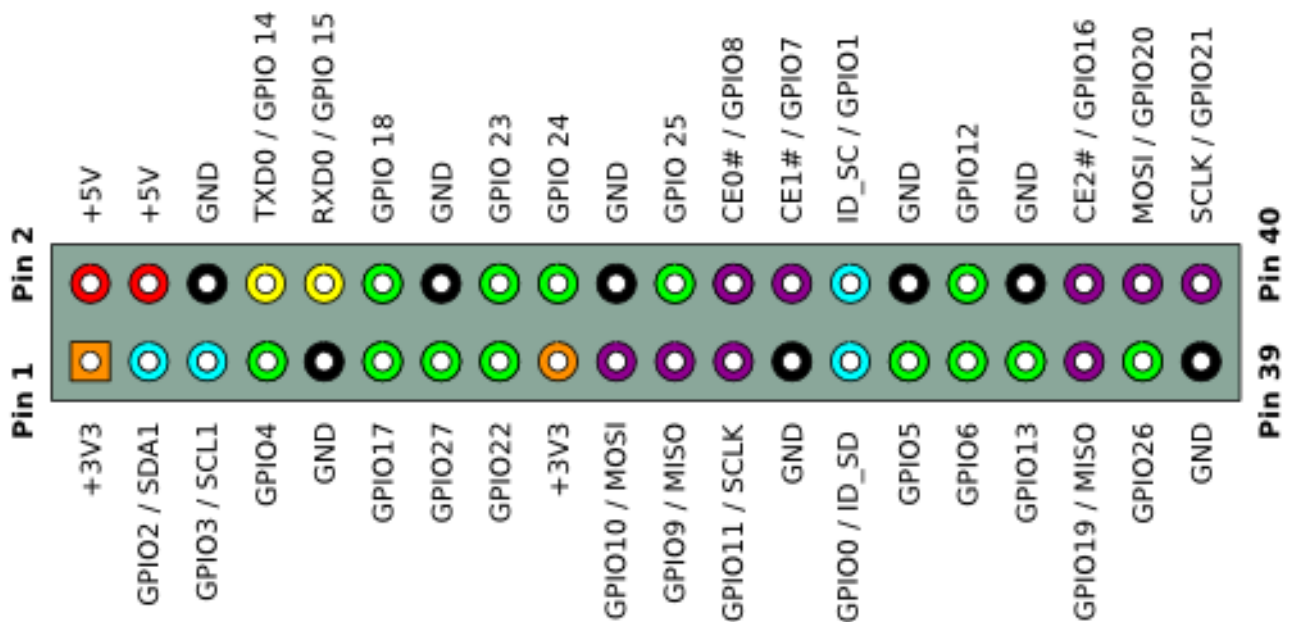 +5V
+5V
GND
TXD0 / GPIO 14
RXD0 / GPIO 15
GPIO 18
GND
GPIO 23
GPIO 24
GND
GPIO 25
CE0# / GPIO8
CE1# / GPIO7
ID_SC / GPIO1
GND
GPIO12
GND
CE2# / GPIO16
MOSI / GPIO20
SCLK / GPIO21
Pin 2
Pin 40
Pin 1
Pin 39
+3V3
GPIO2 / SDA1
GPIO3 / SCL1
GPIO4
GND
GPIO17
GPIO27
GPIO22
+3V3
GPIO10 / MOSI
GPIO9 / MISO
GPIO11 / SCLK
GND
GPIO0 / ID_SD
GPIO5
GPIO6
GPIO13
GPIO19 / MISO
GPIO26
GND